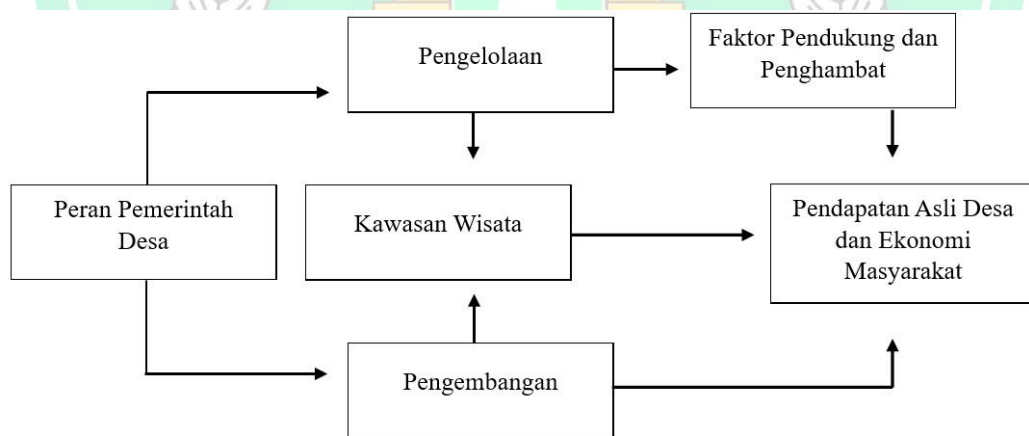 Pengelolaan
Faktor Pendukung dan
Penghambat
Peran Pemerintah
Desa
Kawasan Wisata
Pendapatan Asli Desa
dan Ekonomi
Masyarakat
Pengembangan